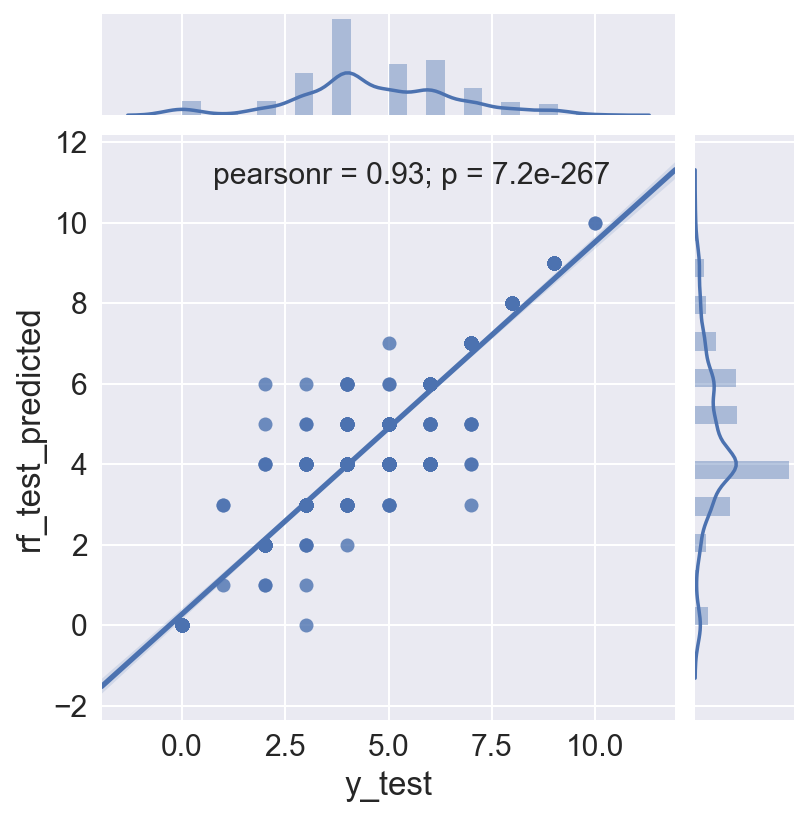 12
pearsonr = 0.93; p = 7.2e-267
10
8
6
4
2
0
−2
rf_test_predicted
0.0 2.5 5.0 7.5 10.0
y_test